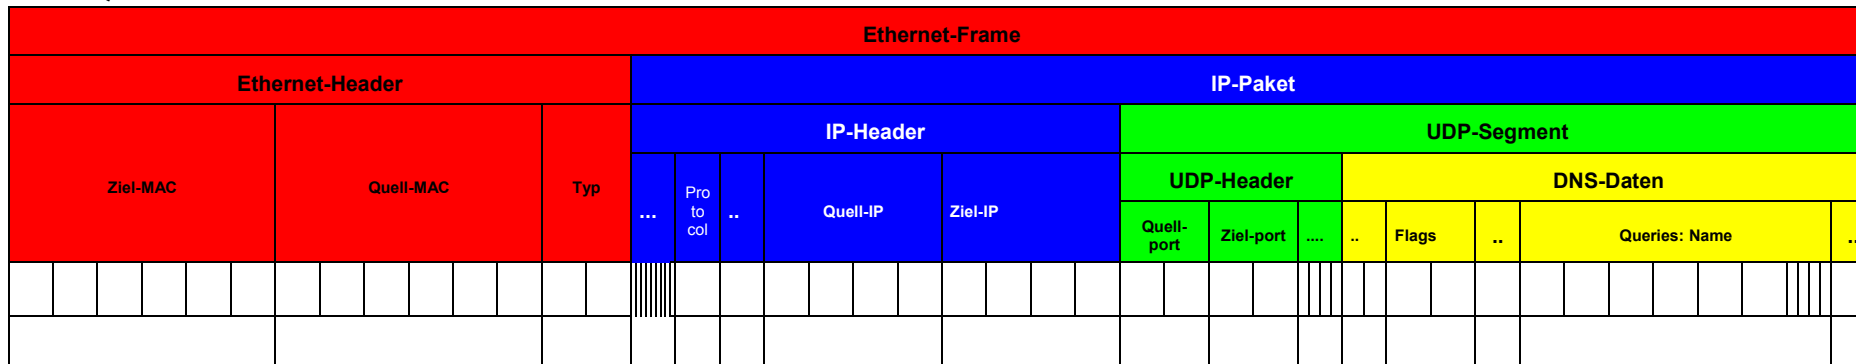 Ethernet-Frame
Ethernet-Header
IP-Paket
IP-Header
UDP-Segment
Ziel-MAC
Quell-MAC
Typ
...
Pro
to
col
..
Quell-IP
Ziel-IP
UDP-Header
DNS-Daten
Quell-
port
Ziel-port
....
..
Flags
..
Queries: Name
..